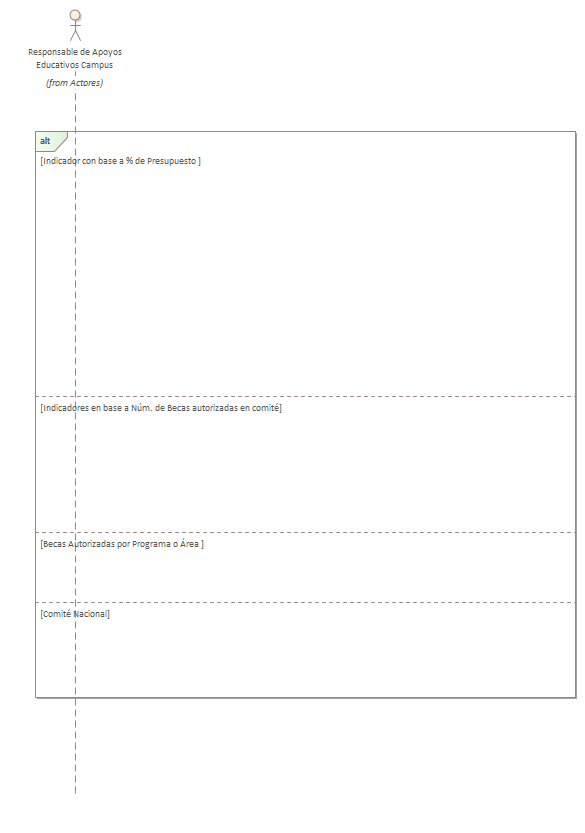 Responsable de Apoyos
Educativos Campus
(from Actores)
alt
[Indicador con base a % de Presupuesto ]
[Indicadores en base a Núm. de Becas autorizadas en comité]
[Becas Autorizadas por Programa o Área ]
[Comité Nacional]